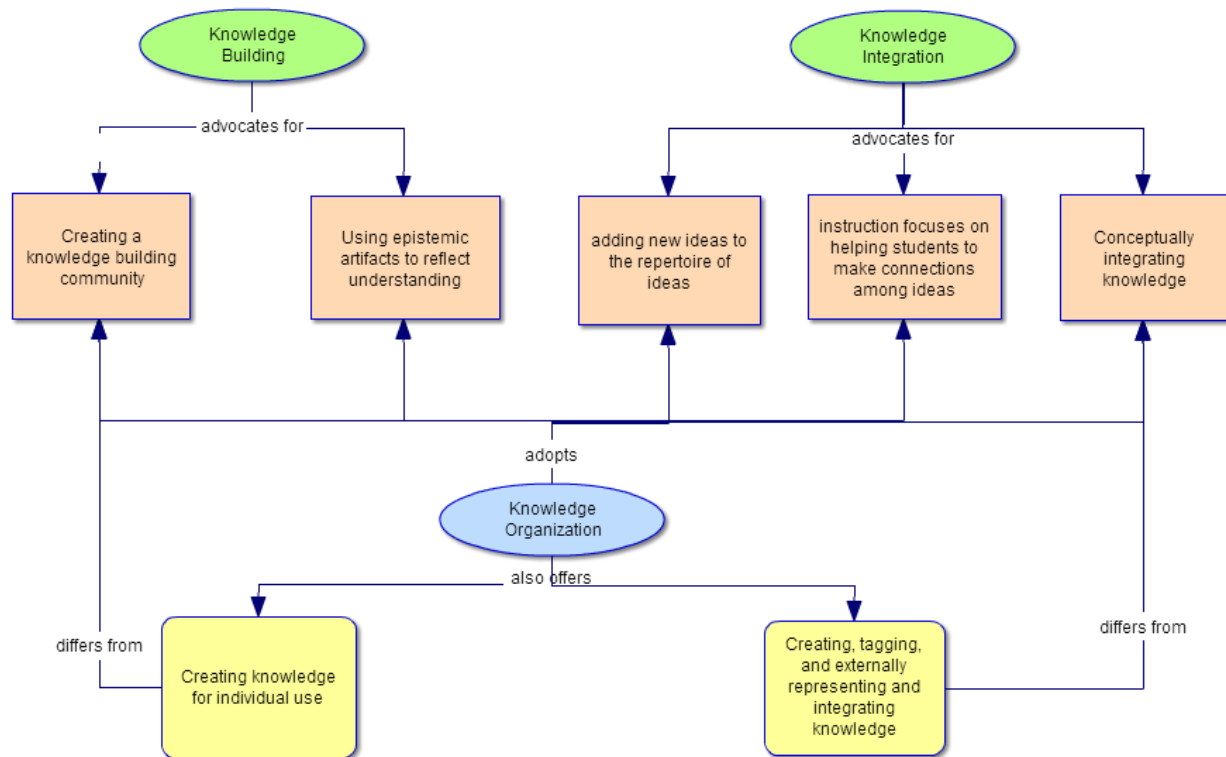 Knowledge
Building
Knowledge
Integration
advocates for
advocates for
Creating a
knowledge building
community
Using epistemic
artifacts to reflect
understanding
adding new ideas to
the repertoire of
ideas
instruction focuses on
helping students to
make connections
among ideas
Conceptually
integrating
knowledge
adopts
Knowledge
Organization
also offers
differs from
Creating knowledge
for individual use
Creating, tagging,
and externally
representing and
integrating
knowledge
differs from